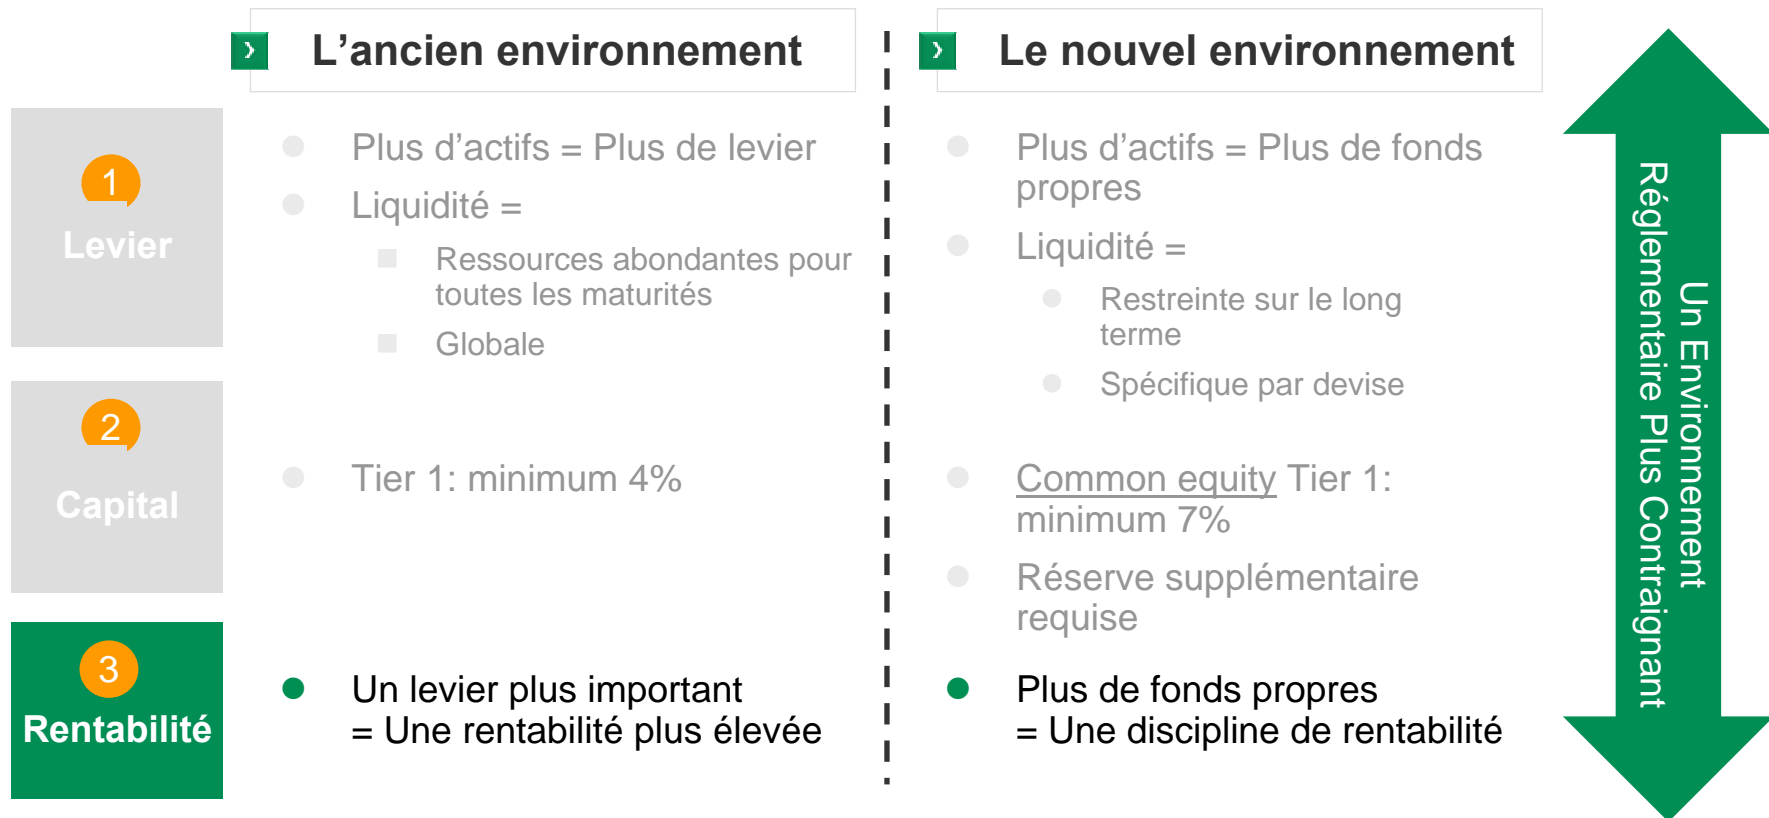 L’ancien environnement
Le nouvel environnement
1
Levier
Plus d’actifs = Plus de levier
Liquidité =
Ressources abondantes pour
toutes les maturités
Globale
Plus d’actifs = Plus de fonds
propres
Liquidité =
Restreinte sur le long
terme
Spécifique par devise
2
Capital
Tier 1: minimum 4%
Common equity Tier 1:
minimum 7%
Réserve supplémentaire
requise
3
Rentabilité
Un levier plus important
= Une rentabilité plus élevée
Plus de fonds propres
= Une discipline de rentabilité
Un Environnement
Réglementaire Plus Contraignant